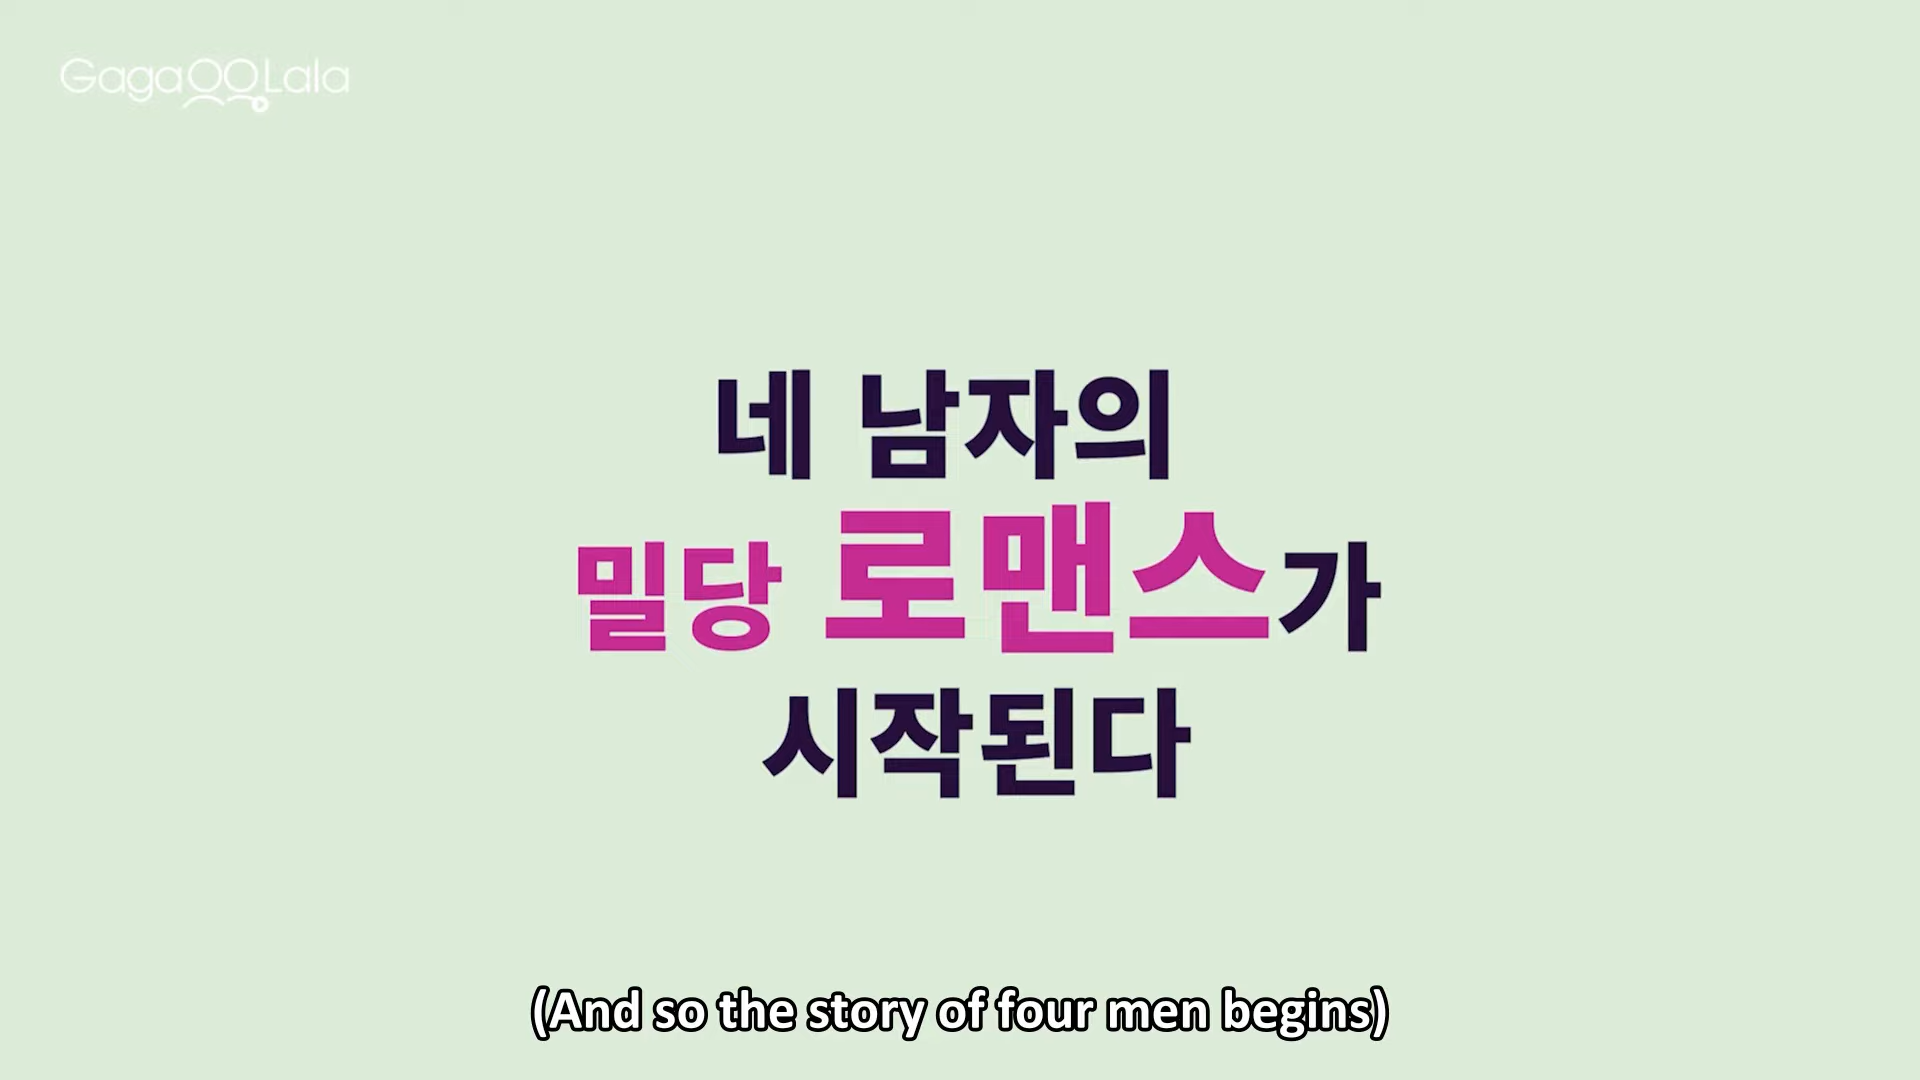 GagaOOLala
네 남자의
밀당 로맨스가
시작된다
(And so the story of four men begins)